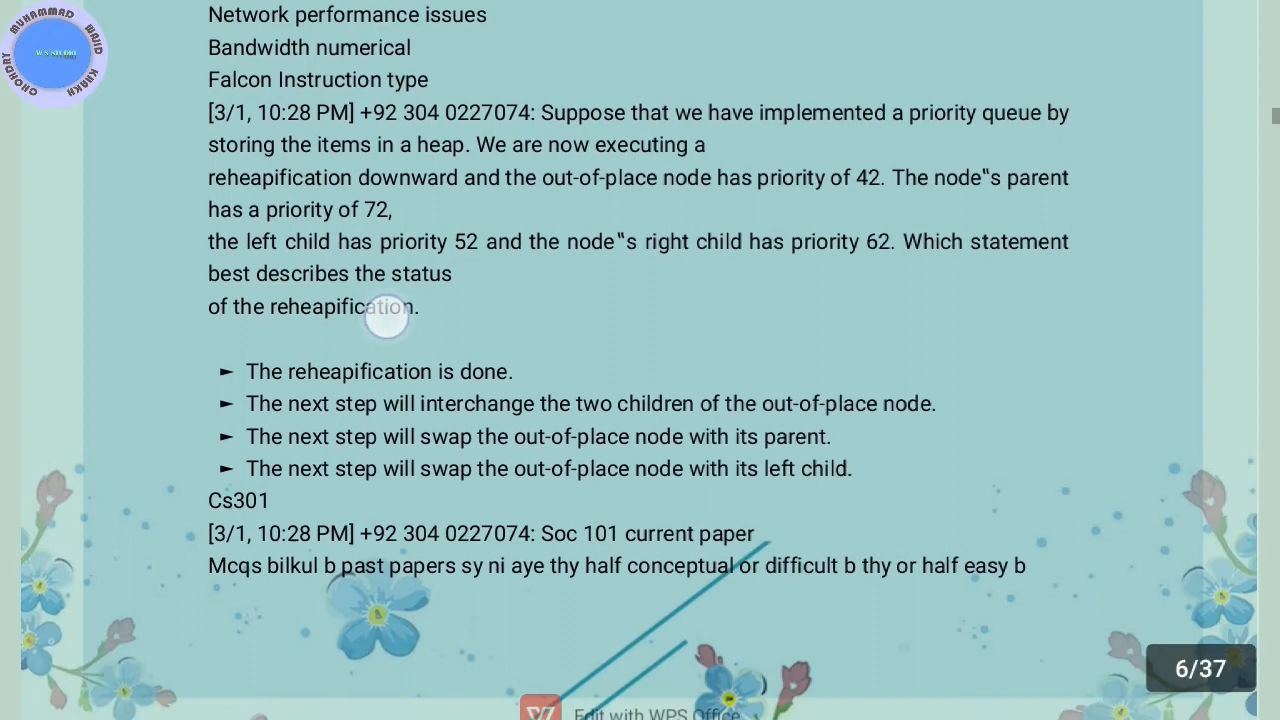 MUHAMMAD WAJID KHAKH CHOHDAY
W S STUDIO
Network performance issues
Bandwidth numerical
Falcon Instruction type
[3/1, 10:28 PM] +92 304 0227074: Suppose that we have implemented a priority queue by
storing the items in a heap. We are now executing a
reheapification downward and the out-of-place node has priority of 42. The node‟s parent
has a priority of 72,
the left child has priority 52 and the node‟s right child has priority 62. Which statement
best describes the status
of the reheapification.
► The reheapification is done.
► The next step will interchange the two children of the out-of-place node.
► The next step will swap the out-of-place node with its parent.
► The next step will swap the out-of-place node with its left child.
Cs301
[3/1, 10:28 PM] +92 304 0227074: Soc 101 current paper
Mcqs bilkul b past papers sy ni aye thy half conceptual or difficult b thy or half easy b
6/37
Edit with WPS Office